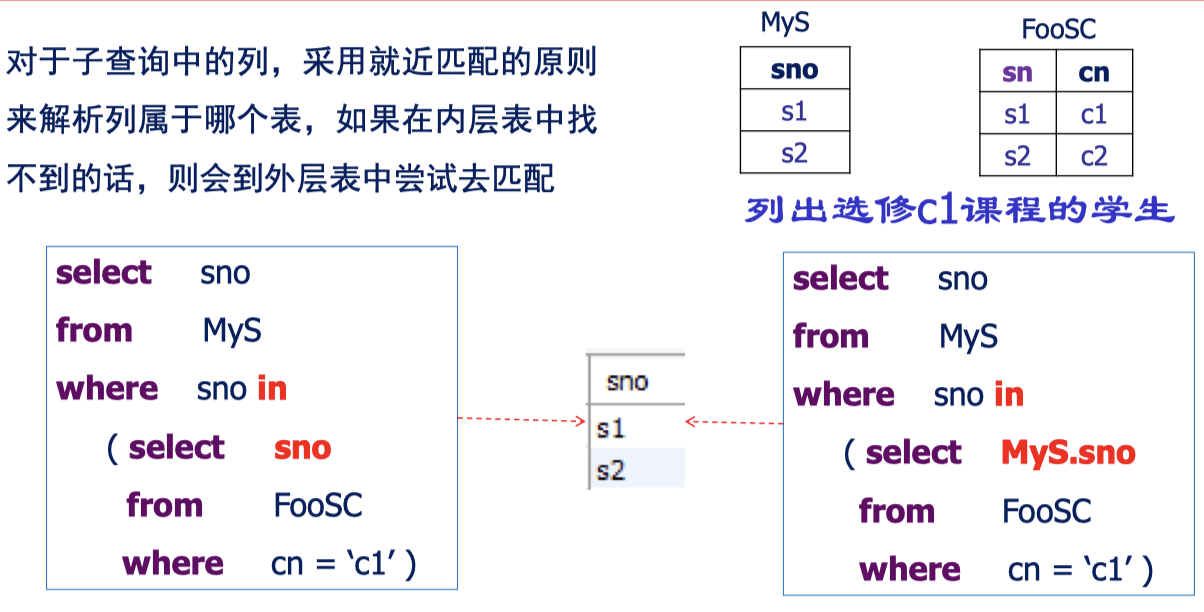 对于子查询中的列，采用就近匹配的原则
来解析列属于哪个表，如果在内层表中找
不到的话，则会到外层表中尝试去匹配
MyS
sno
s1
s2
FooSC
sn cn
s1 c1
s2 c2
列出选修c1课程的学生
select sno
from MyS
where sno in
( select sno
from FooSC
where cn = ‘c1’ )
sno
s1
s2
select sno
from MyS
where sno in
( select MyS.sno
from FooSC
where cn = ‘c1’ )